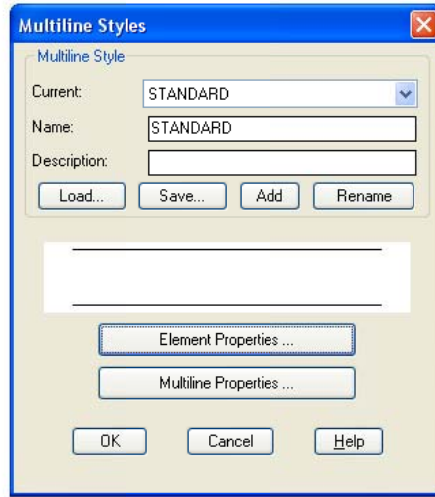 Multiline Styles
Multiline Style
Current: STANDARD
Name: STANDARD
Description:
Load... Save... Add Rename
Element Properties ...
Multiline Properties ...
OK Cancel Help